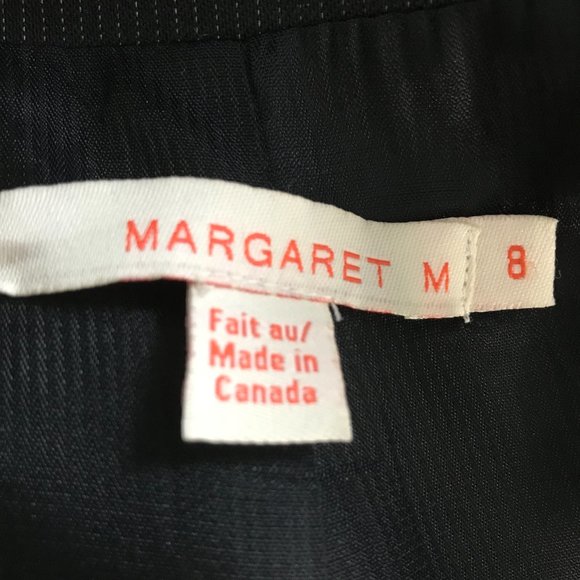 MARGARET M 8
Fait au/
Made in
Canada